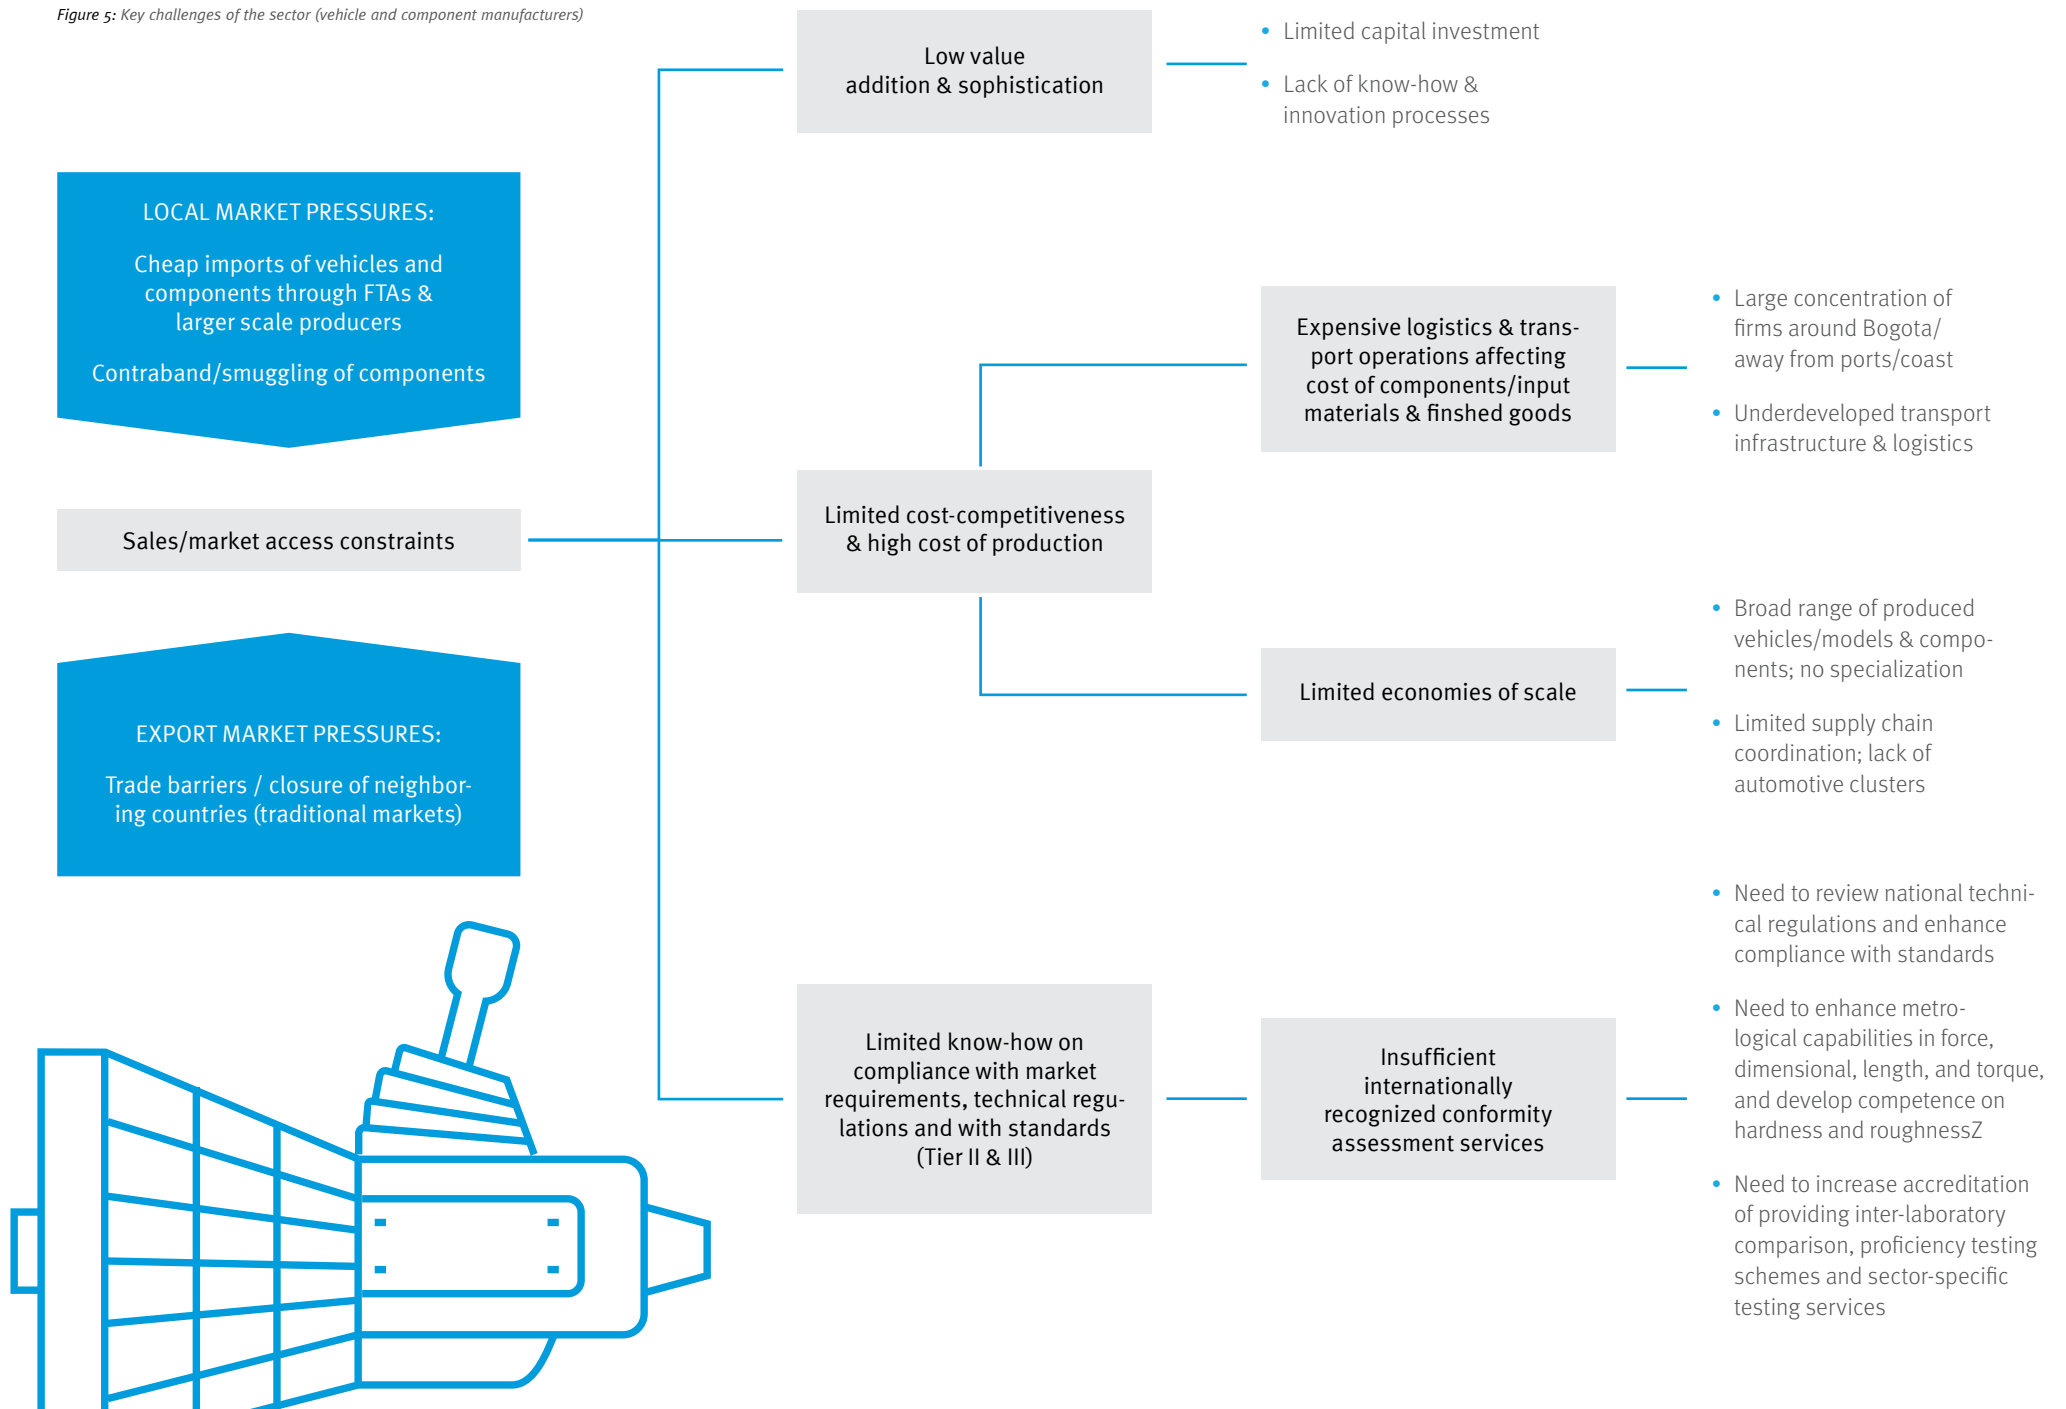 Figure 5: Key challenges of the sector (vehicle and component manufacturers)
LOCAL MARKET PRESSURES:
Cheap imports of vehicles and
components through FTAs &
larger scale producers
Contraband/smuggling of components
Sales/market access constraints
EXPORT MARKET PRESSURES:
Trade barriers / closure of neighbor-
ing countries (traditional markets)
Low value
addition & sophistication
• Limited capital investment
• Lack of know-how &
innovation processes
Limited cost-competitiveness
& high cost of production
Expensive logistics & trans-
port operations affecting
cost of components/input
materials & finshed goods
• Large concentration of
firms around Bogota/
away from ports/coast
• Underdeveloped transport
infrastructure & logistics
Limited economies of scale
• Broad range of produced
vehicles/models & compo-
nents; no specialization
• Limited supply chain
coordination; lack of
automotive clusters
Limited know-how on
compliance with market
requirements, technical regu-
lations and with standards
(Tier II & III)
Insufficient
internationally
recognized conformity
assessment services
• Need to review national techni-
cal regulations and enhance
compliance with standards
• Need to enhance metro-
logical capabilities in force,
dimensional, length, and torque,
and develop competence on
hardness and roughnessZ
• Need to increase accreditation
of providing inter-laboratory
comparison, proficiency testing
schemes and sector-specific
testing services